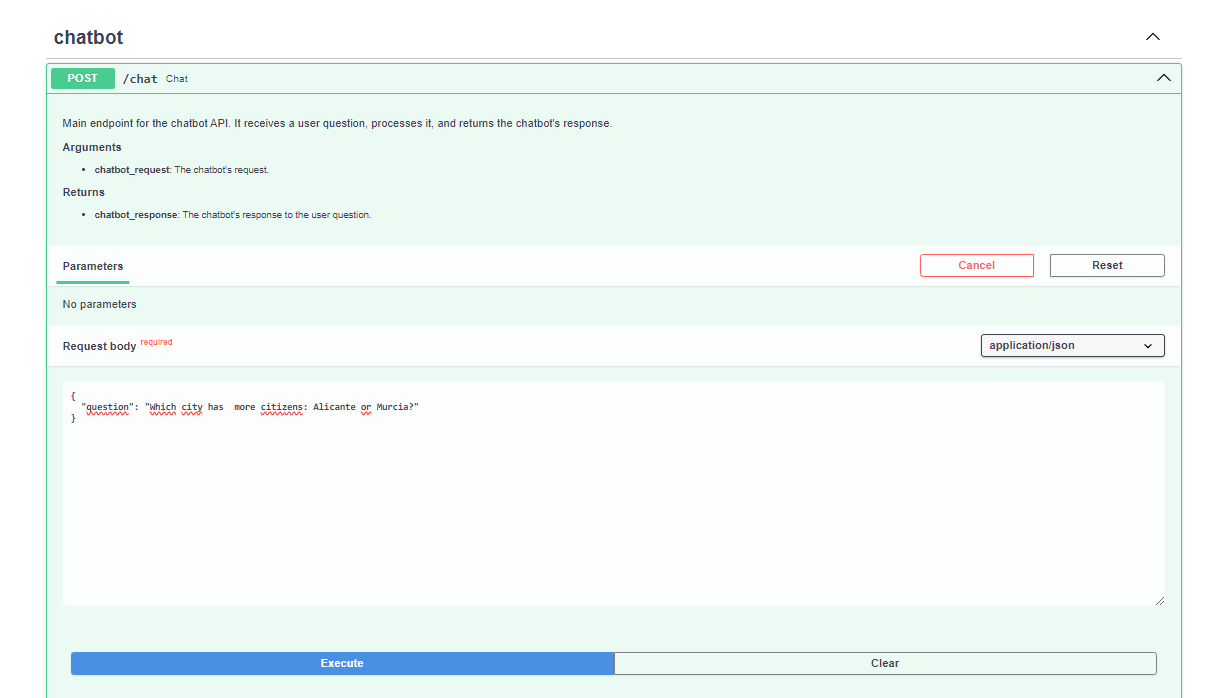 chatbot
POST /chat Chat
Main endpoint for the chatbot API. It receives a user question, processes it, and returns the chatbot's response.
Arguments
• chatbot_request: The chatbot's request.
Returns
• chatbot_response: The chatbot's response to the user question.
Parameters Cancel Reset
No parameters
Request body required application/json
{
"question": "Which city has  more citizens: Alicante or Murcia?"
}
Execute Clear